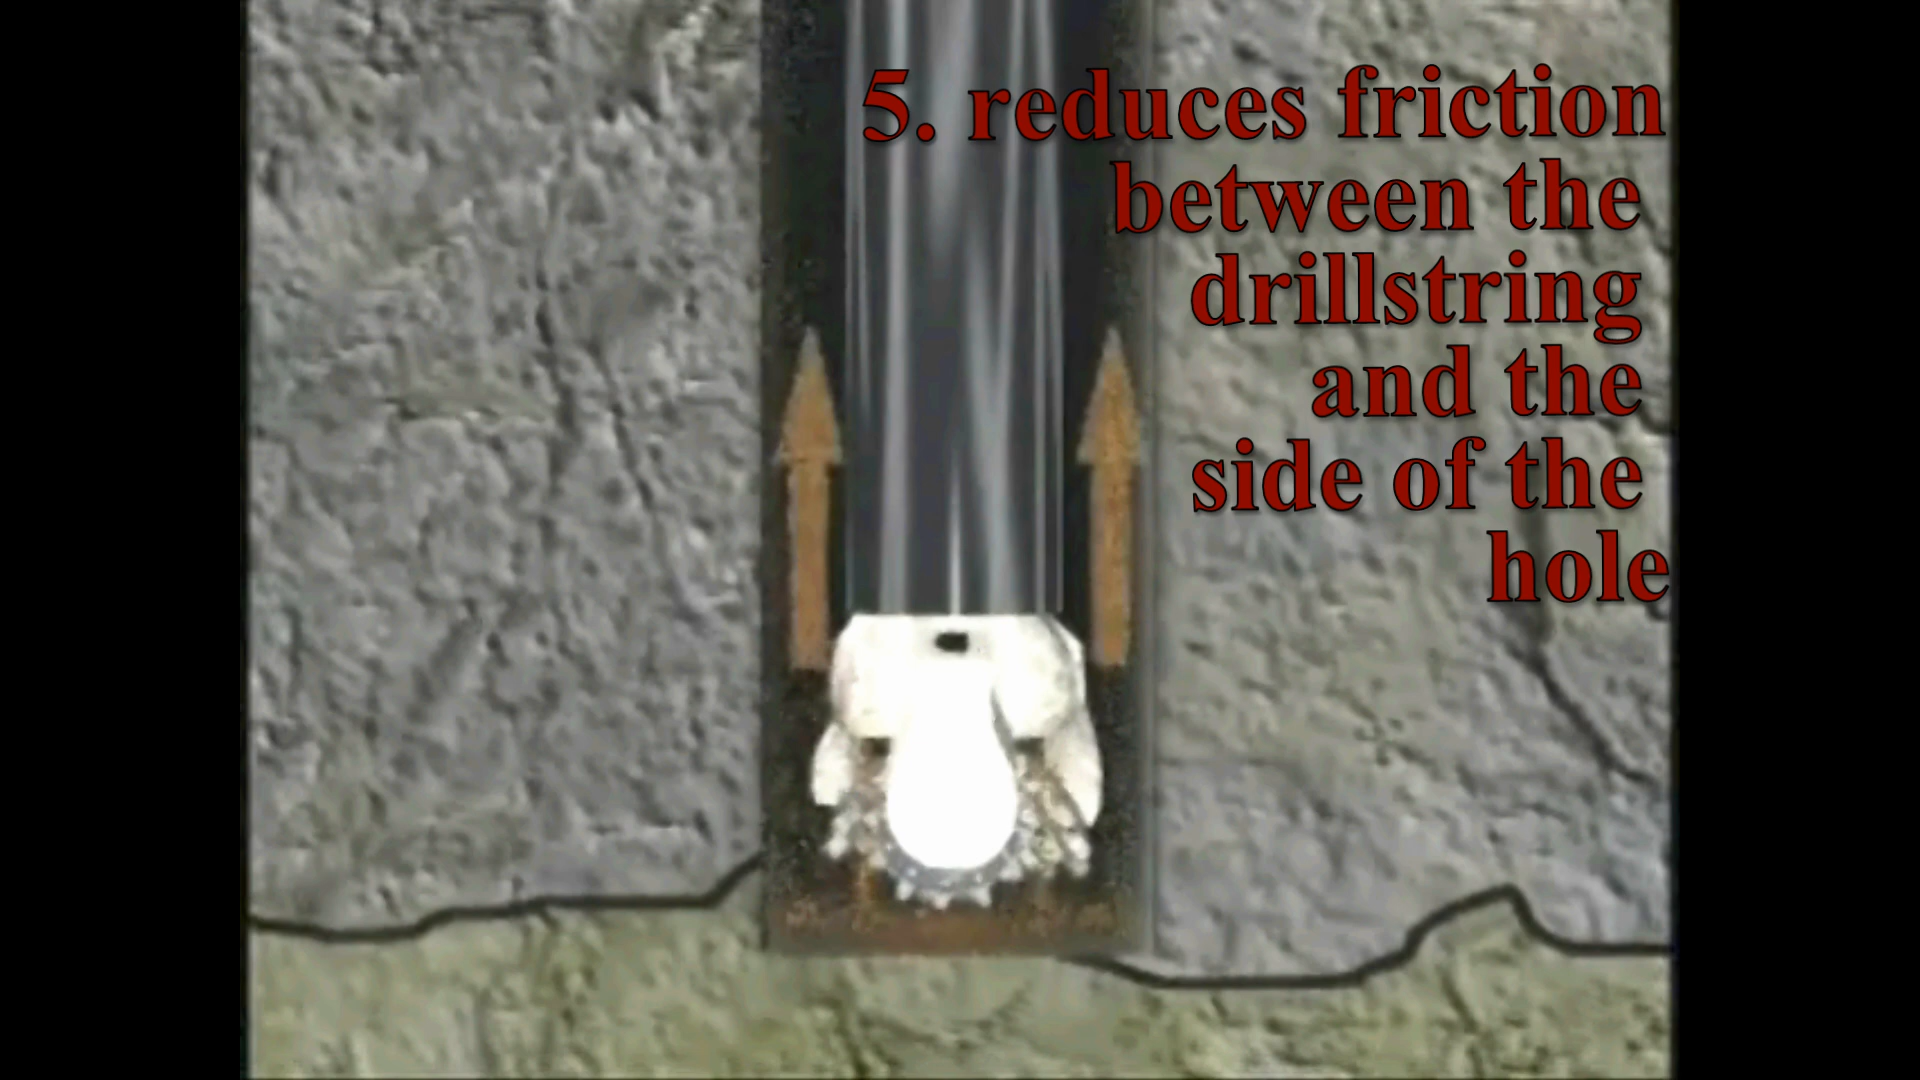 5. reduces friction
between the
drillstring
and the
side of the
hole